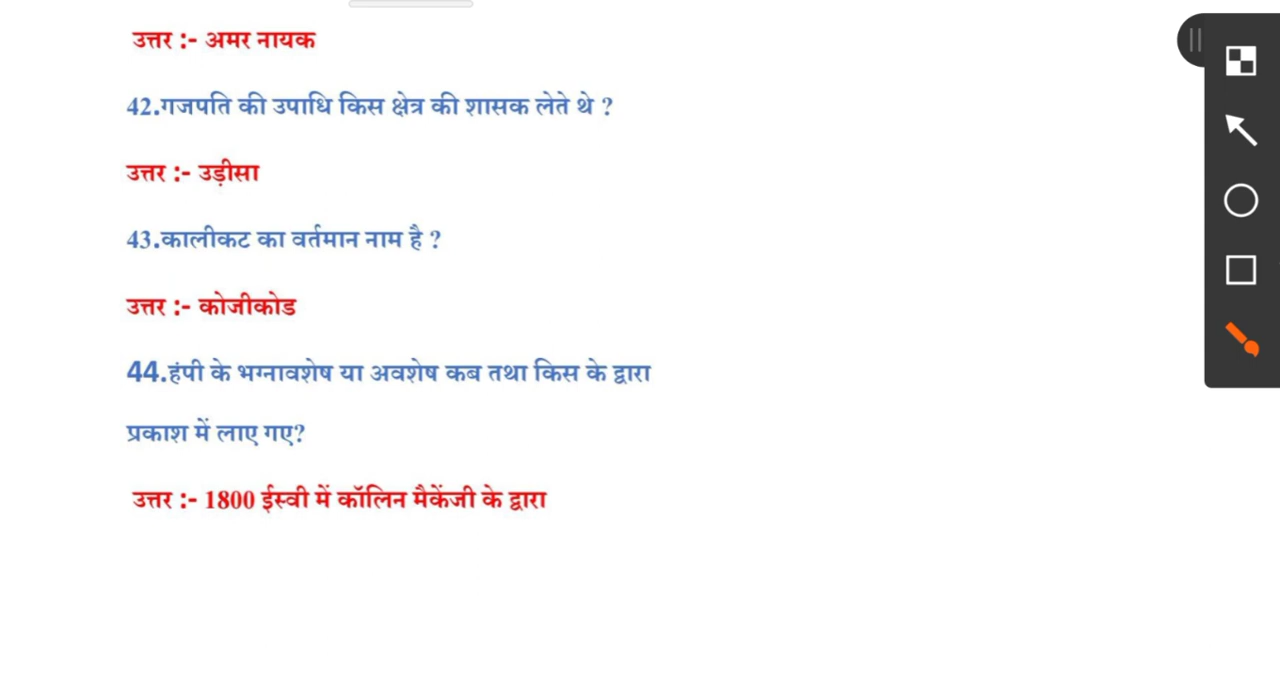 उत्तर :- अमर नायक
42.गजपति की उपाधि किस क्षेत्र की शासक लेते थे ?
उत्तर :- उड़ीसा
43.कालीकट का वर्तमान नाम है ?
उत्तर :- कोजीकोड
44.हंपी के भग्नावशेष या अवशेष कब तथा किस के द्वारा
प्रकाश में लाए गए?
उत्तर :- 1800 ईस्वी में कॉलिन मैकेंजी के द्वारा